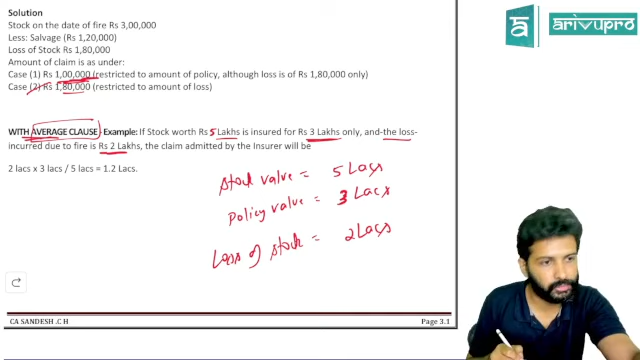 Solution
Stock on the date of fire Rs 3,00,000
Less: Salvage (Rs 1,20,000)
Loss of Stock Rs 1,80,000
Amount of claim is as under:
Case (1) Rs 1,00,000 (restricted to amount of policy, although loss is of Rs 1,80,000 only)
Case (2) Rs 1,80,000 (restricted to amount of loss)
WITH AVERAGE CLAUSE - Example: If Stock worth Rs 5 Lakhs is insured for Rs 3 Lakhs only, and the loss
incurred due to fire is Rs 2 Lakhs, the claim admitted by the Insurer will be
2 lacs x 3 lacs / 5 lacs = 1.2 Lacs.
Stock value = 5 Lacs
policy value = 3 Lacs
Loss of stock = 2 Lacs
CA SANDESH .C H
Page 3.1
arivupro